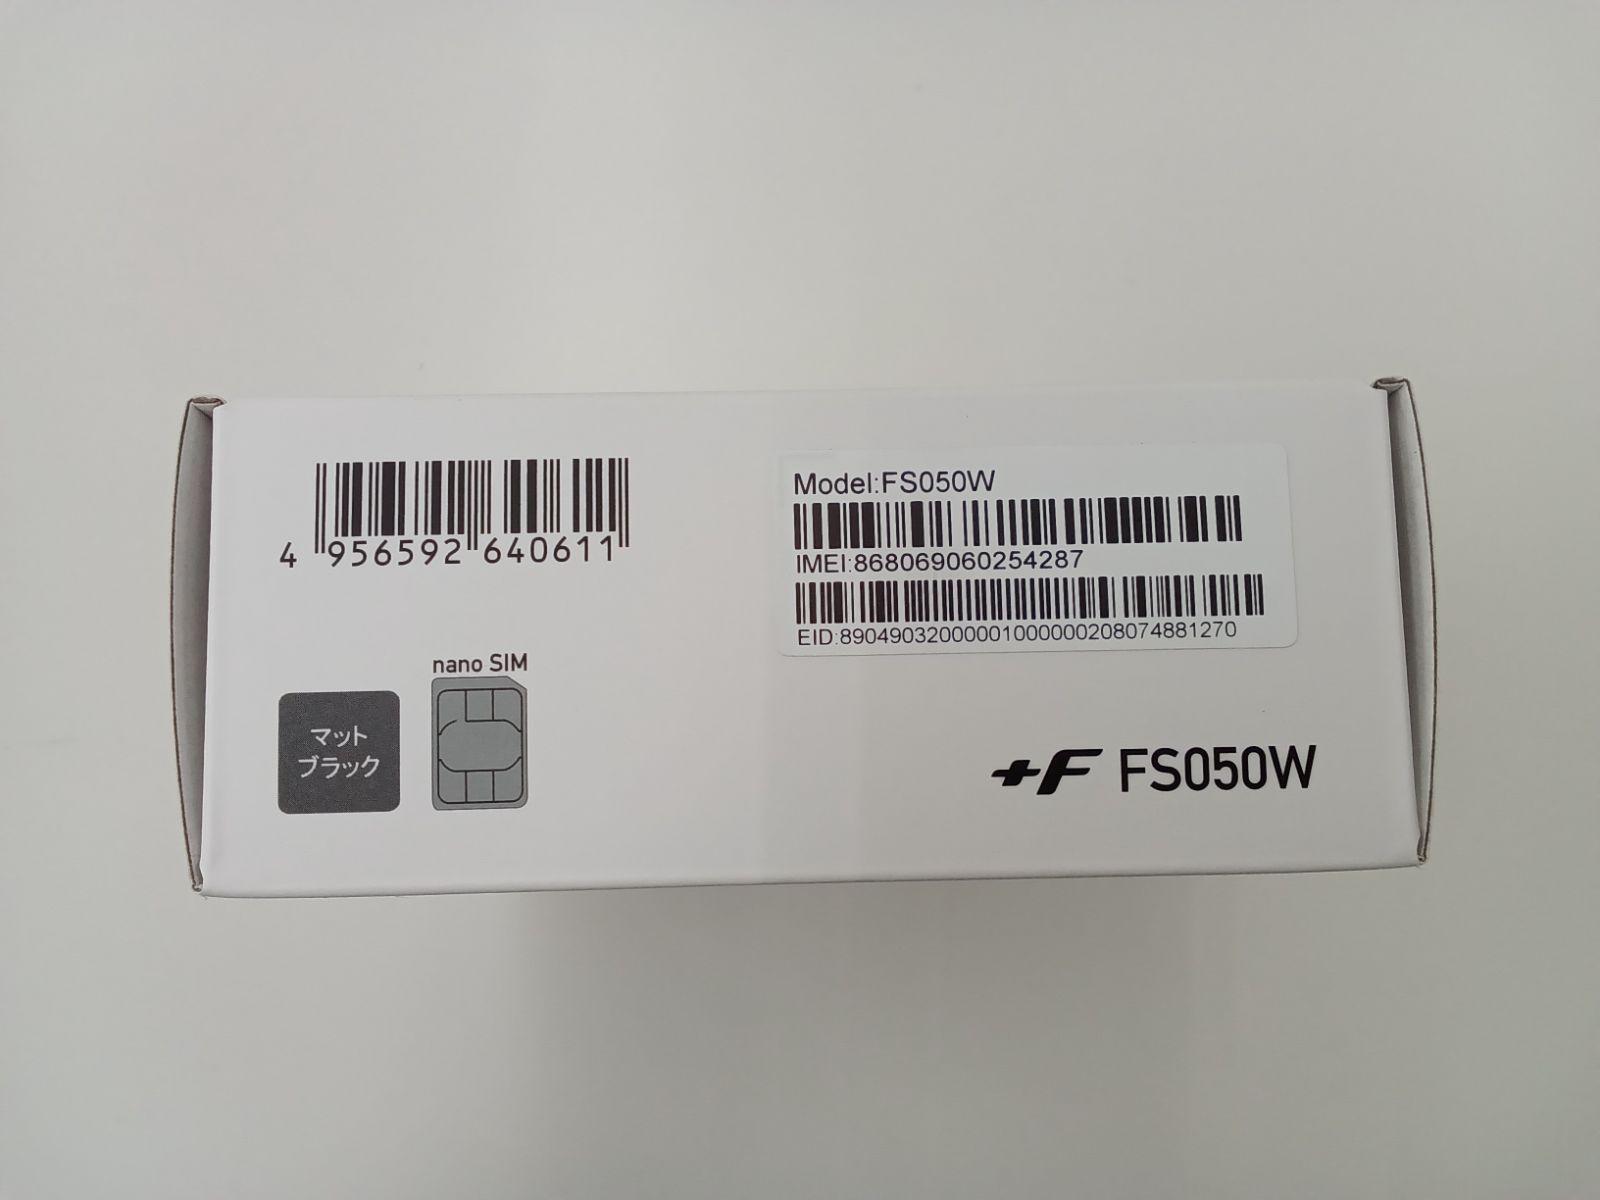 4 956592 640611
Model:FS050W
IMEI:868069060254287
EID:89049032000001000000208074881270
nano SIM
マット
ブラック
+F FS050W